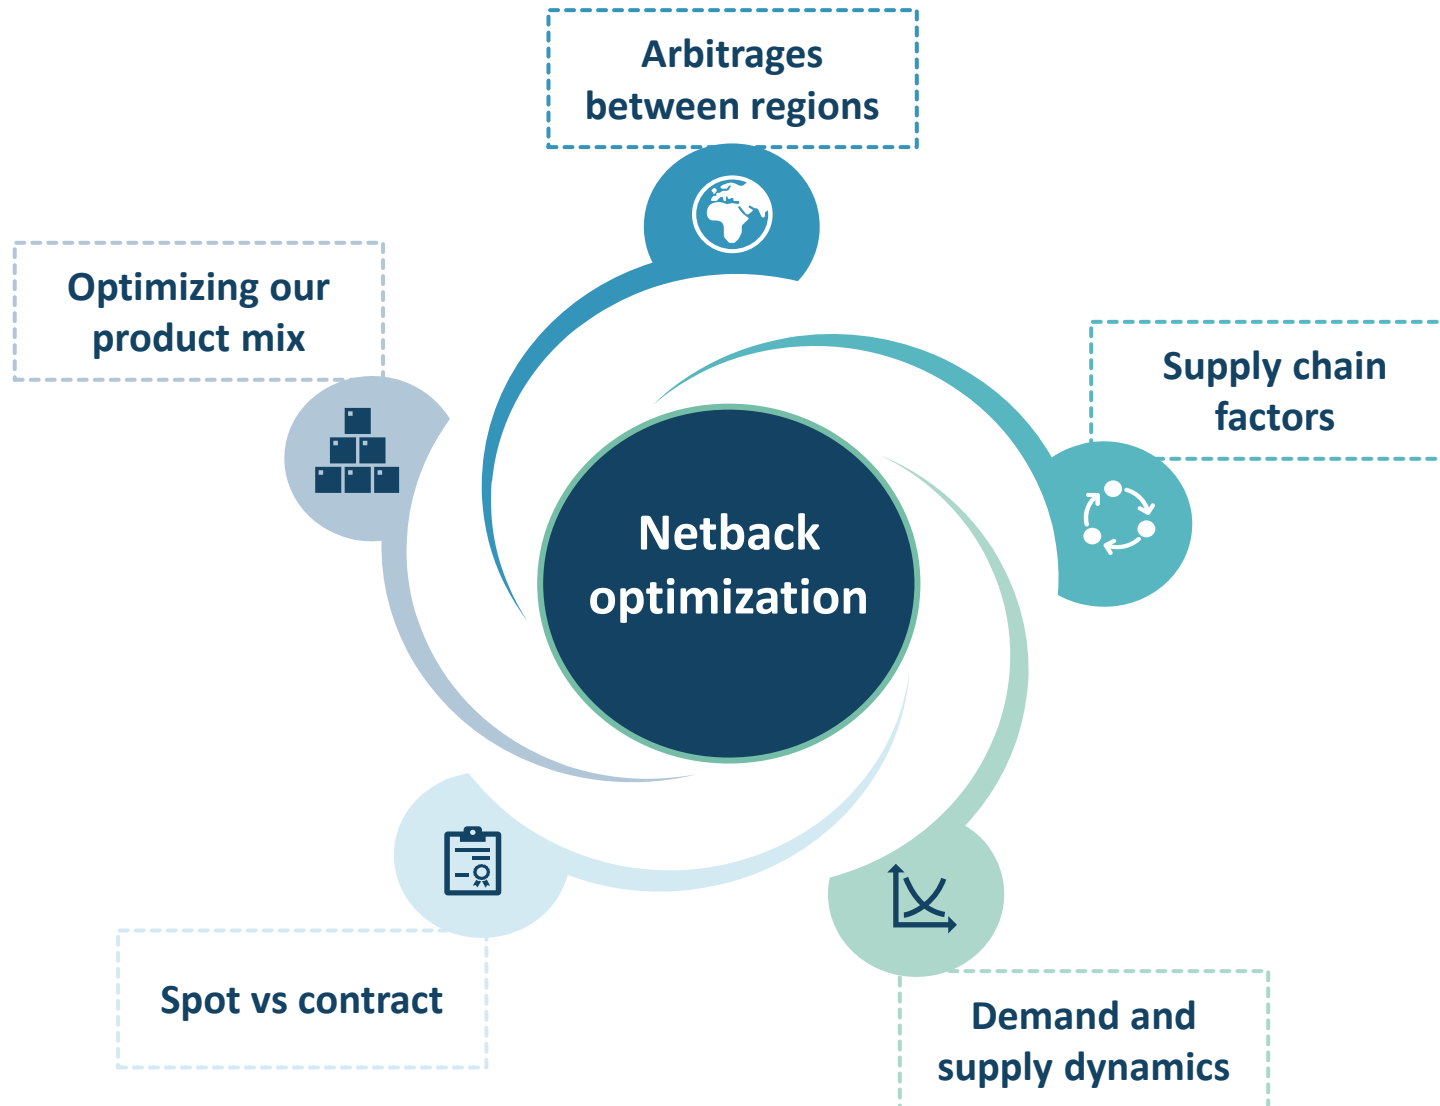 Arbitrages
between regions
Optimizing our
product mix
Supply chain
factors
Netback
optimization
Spot vs contract
Demand and
supply dynamics